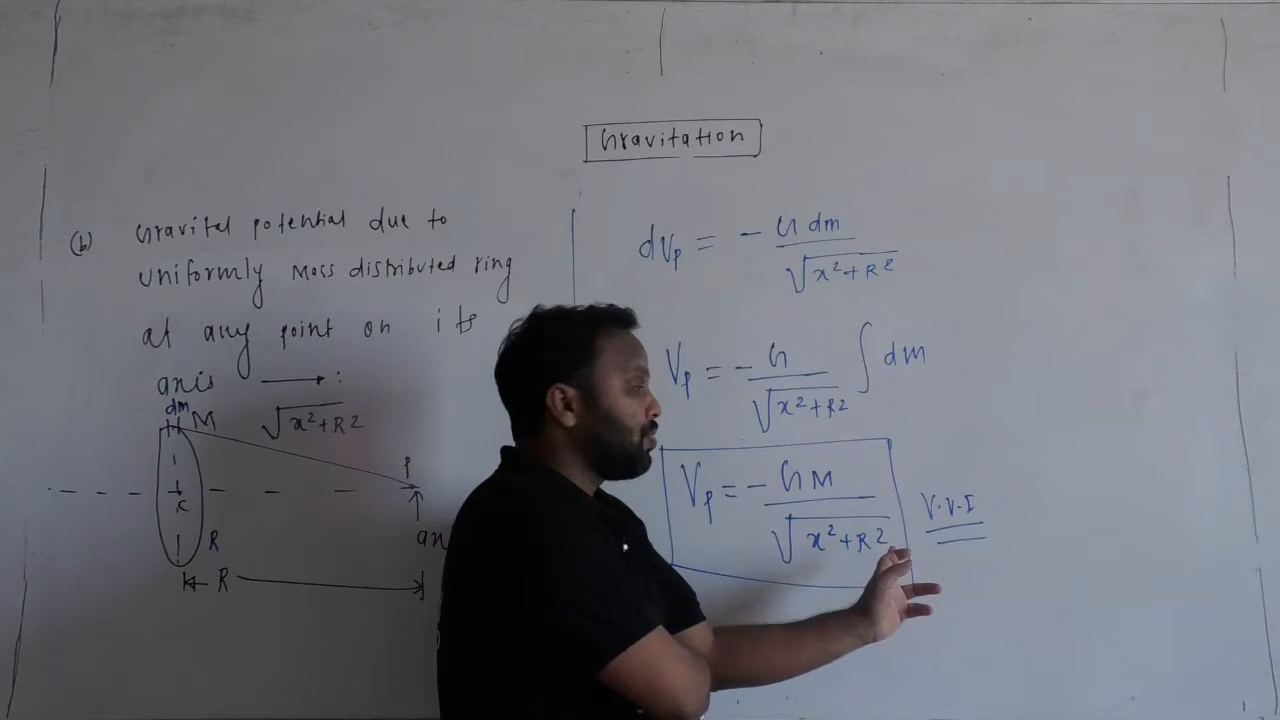 Gravitation
(b) Gravital potential due to
uniformly Mass distributed ring
at any point on its
axis ⟶ :
dm
M
√x²+R²
P
R
R
dVp = - G dm / √x²+R²
Vp = - G / √x²+R² ∫ dm
Vp = - GM / √x²+R²
V.V.I